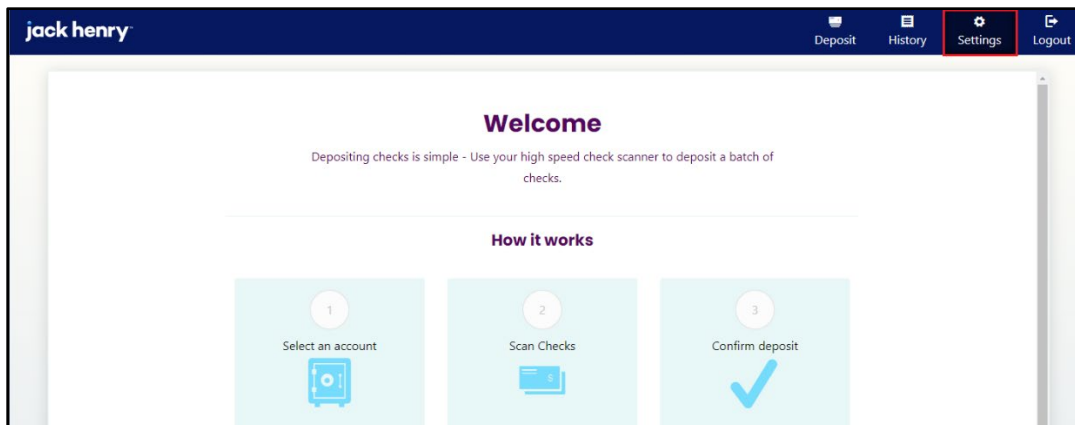 jack henry
Deposit
History
Settings
Logout
Welcome
Depositing checks is simple - Use your high speed check scanner to deposit a batch of
checks.
How it works
1
2
3
Select an account
Scan Checks
Confirm deposit
$